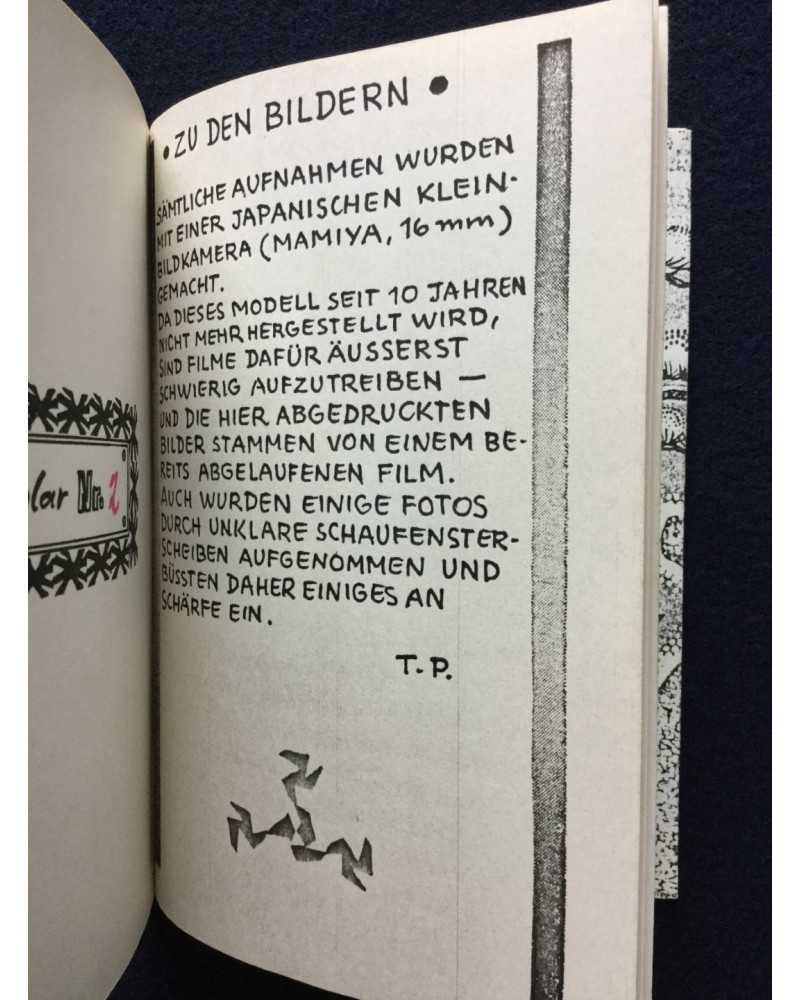 • ZU DEN BILDERN •
SÄMTLICHE AUFNAHMEN WURDEN
MIT EINER JAPANISCHEN KLEIN-
BILDKAMERA (MAMIYA, 16 mm)
GEMACHT.
DA DIESES MODELL SEIT 10 JAHREN
NICHT MEHR HERGESTELLT WIRD,
SIND FILME DAFÜR ÄUSSERST
SCHWIERIG AUFZUTREIBEN —
UND DIE HIER ABGEDRUCKTEN
BILDER STAMMEN VON EINEM BE-
REITS ABGELAUFENEN FILM.
AUCH WURDEN EINIGE FOTOS
DURCH UNKLARE SCHAUFENSTER-
SCHEIBEN AUFGENOMMEN UND
BÜSSTEN DAHER EINIGES AN
SCHÄRFE EIN.
T.P.
lar Nr. 2